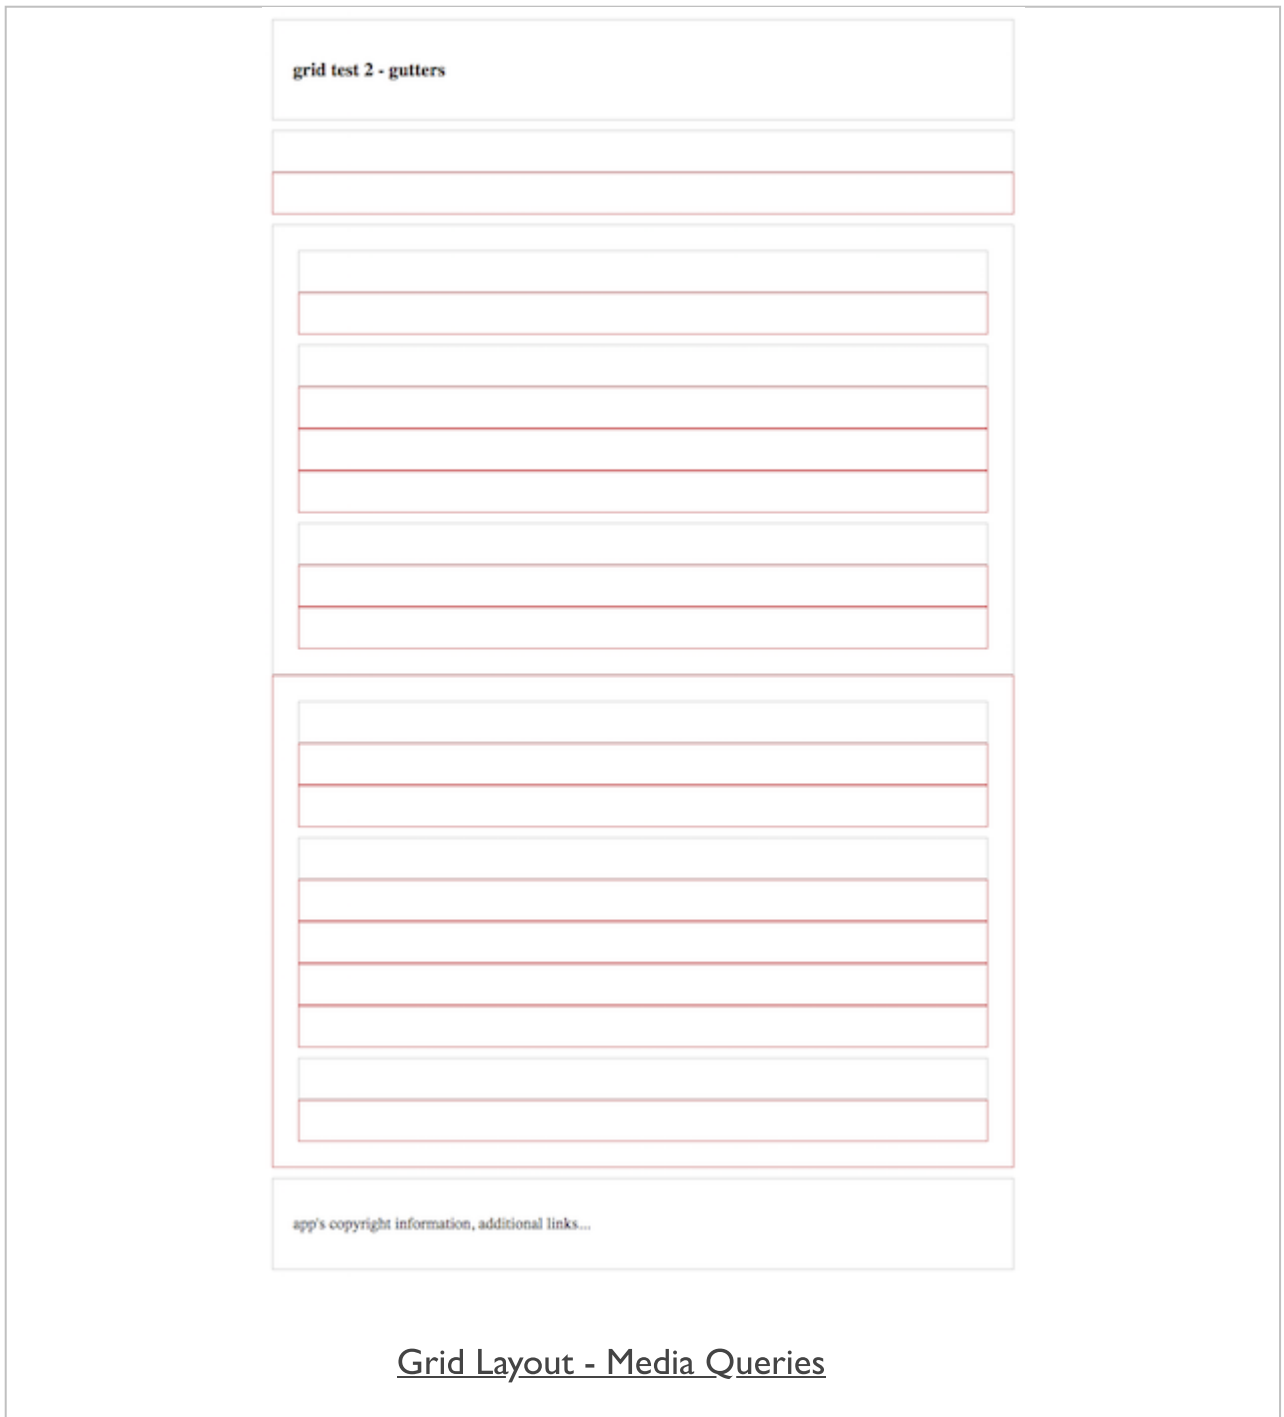 grid test 2 - gutters
app's copyright information, additional links...
Grid Layout - Media Queries